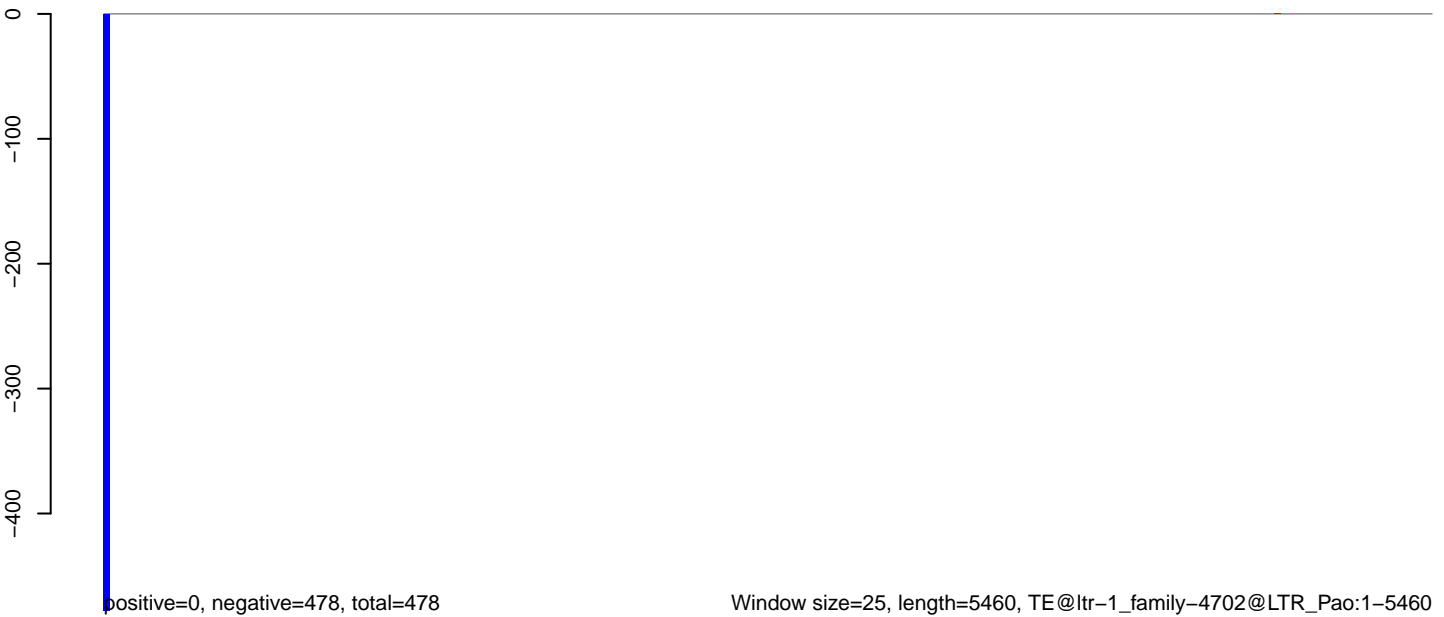 0
−100
−200
−300
−400
positive=0, negative=478, total=478
Window size=25, length=5460, TE@ltr−1_family−4702@LTR_Pao:1−5460